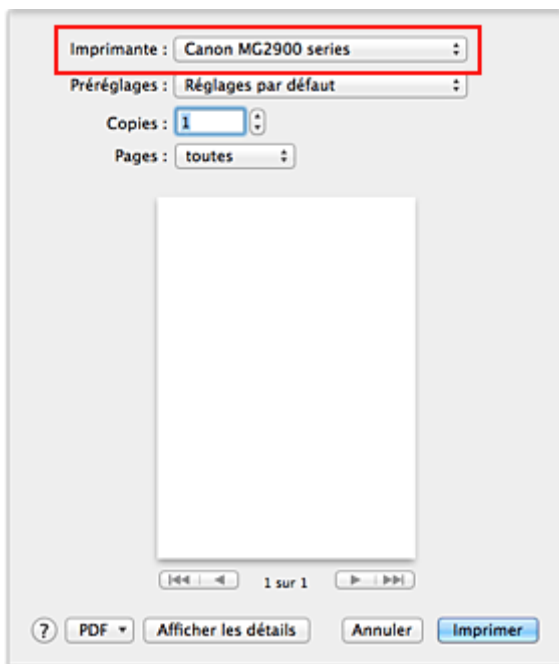 Imprimante : Canon MG2900 series
Préréglages : Réglages par défaut
Copies : 1
Pages : toutes
1 sur 1
? PDF Afficher les détails Annuler Imprimer